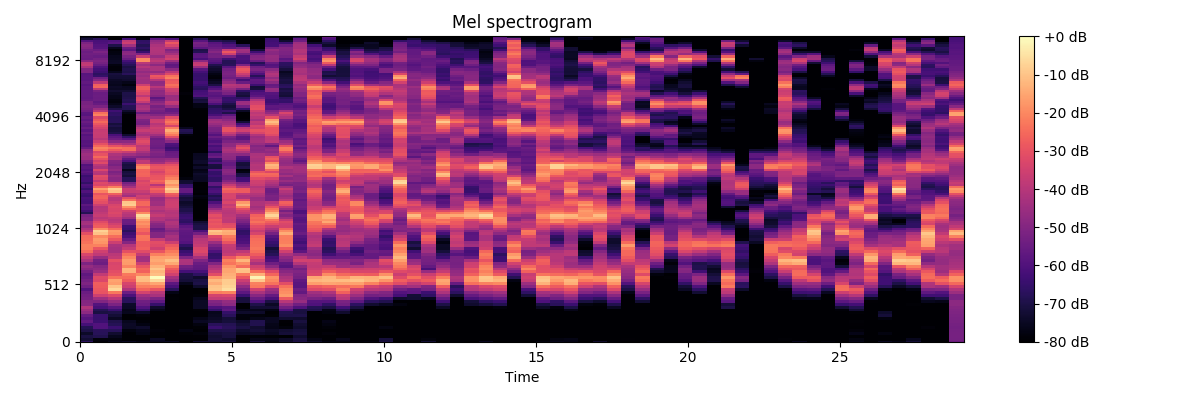 Mel spectrogram
+0 dB
8192
-10 dB
-20 dB
4096
-30 dB
Hz
2048
-40 dB
-50 dB
1024
-60 dB
512
-70 dB
0
-80 dB
0 5 10 15 20 25
Time